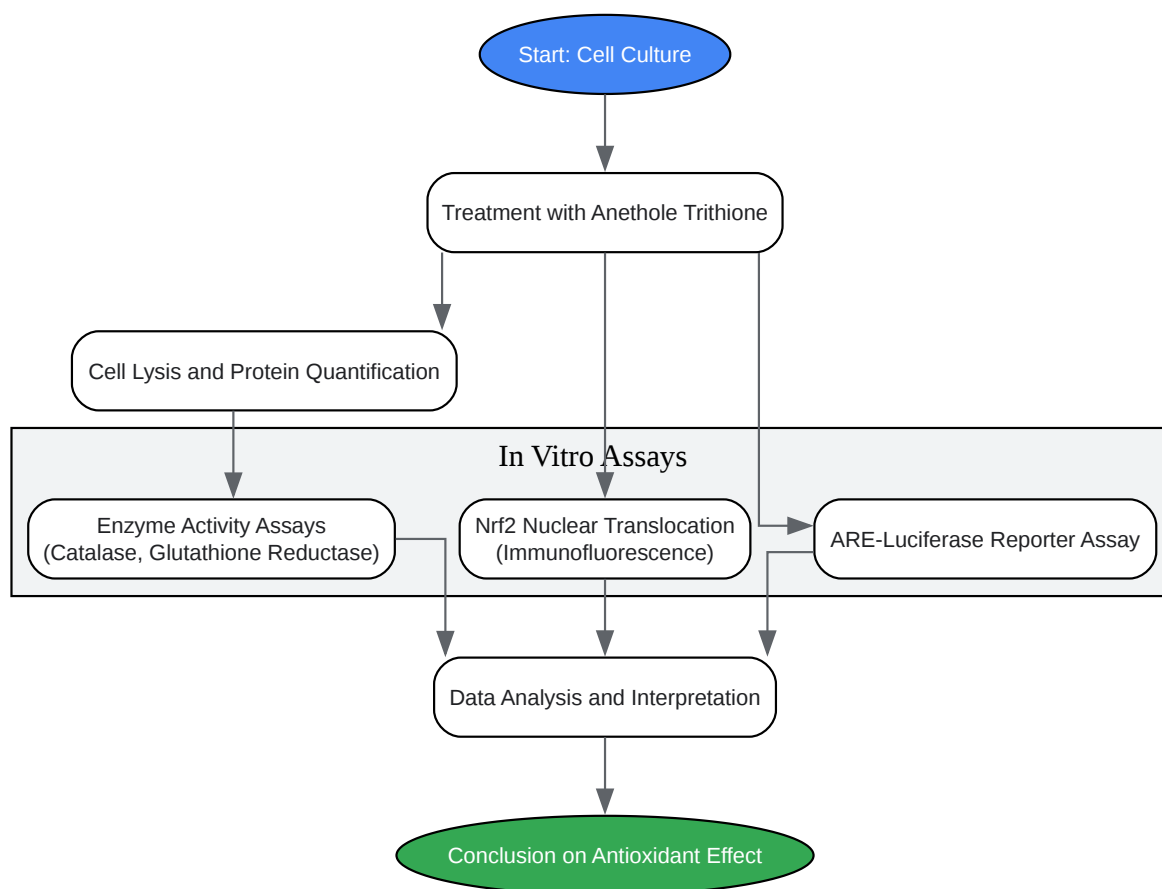 Start: Cell Culture
Treatment with Anethole Trithione
Cell Lysis and Protein Quantification
In Vitro Assays
Enzyme Activity Assays
(Catalase, Glutathione Reductase)
Nrf2 Nuclear Translocation
(Immunofluorescence)
ARE-Luciferase Reporter Assay
Data Analysis and Interpretation
Conclusion on Antioxidant Effect